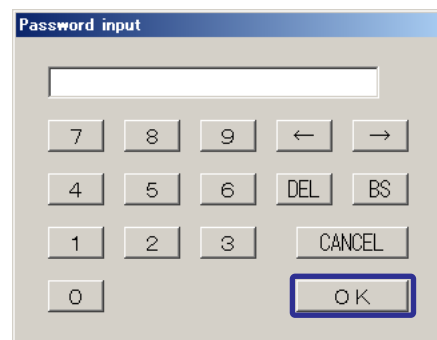 Password input
7 8 9 ← →
4 5 6 DEL BS
1 2 3 CANCEL
0 OK